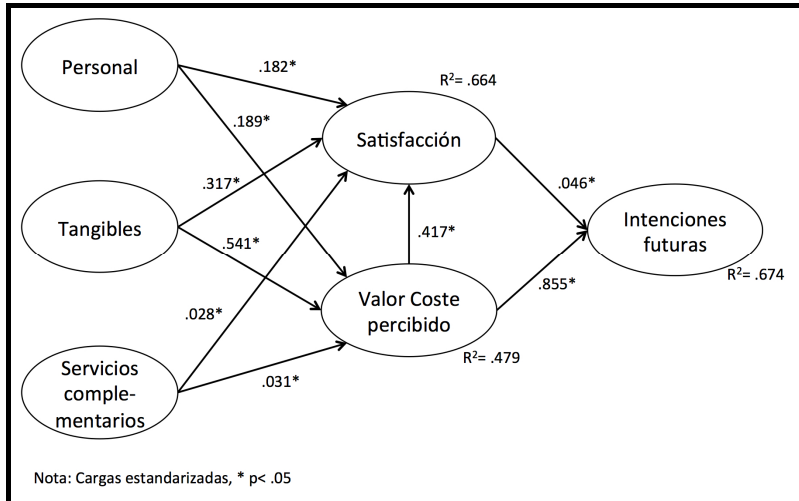 Personal
.182*
R²= .664
.189*
Satisfacción
.317*
.046*
Tangibles
.417*
Intenciones
futuras
.541*
R²= .674
.855*
.028*
Valor Coste
percibido
R²= .479
Servicios
comple-
mentarios
.031*
Nota: Cargas estandarizadas, * p< .05